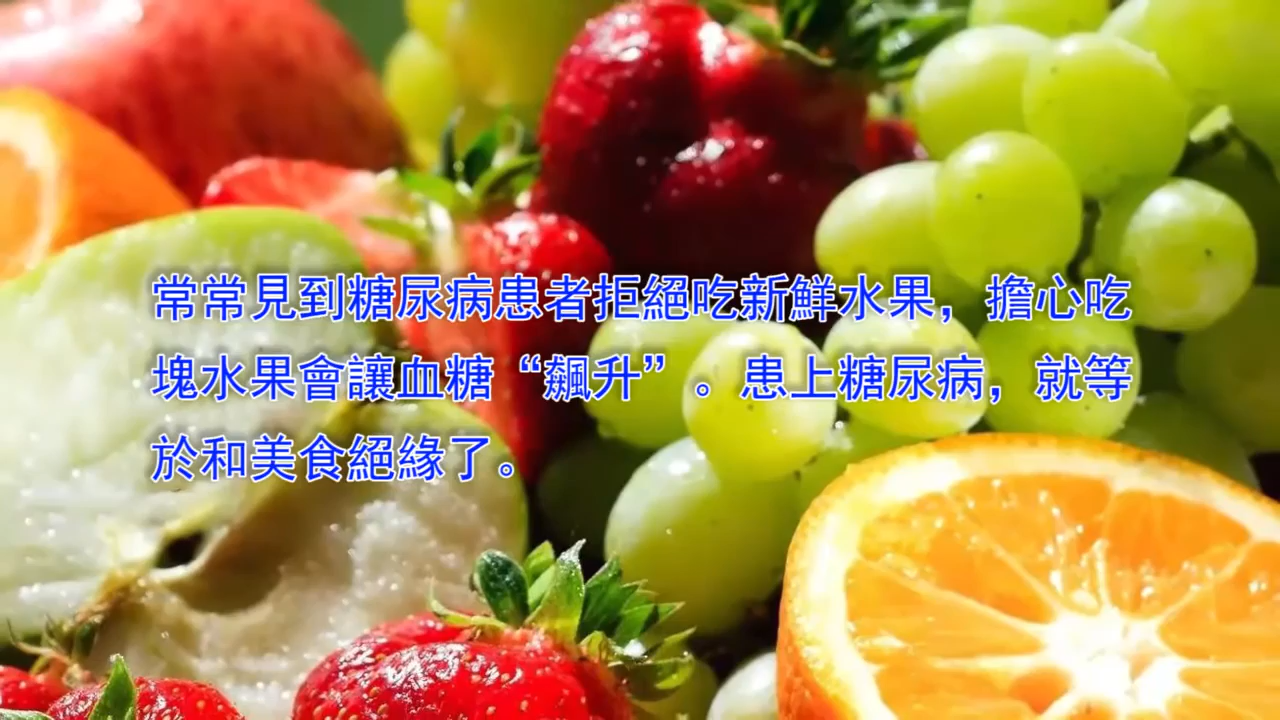 常常見到糖尿病患者拒絕吃新鮮水果，擔心吃
塊水果會讓血糖“飆升”。患上糖尿病，就等
於和美食絕緣了。